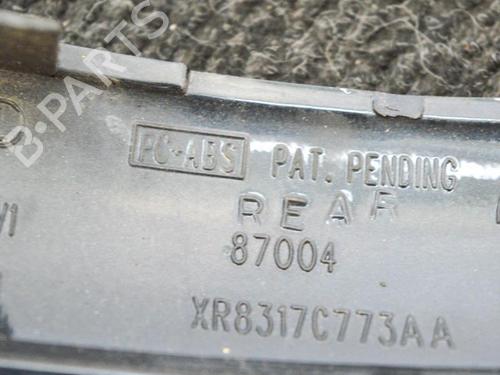 PC-ABS PAT. PENDING
REAR
87004
XR8317C773AA
B-PARTS